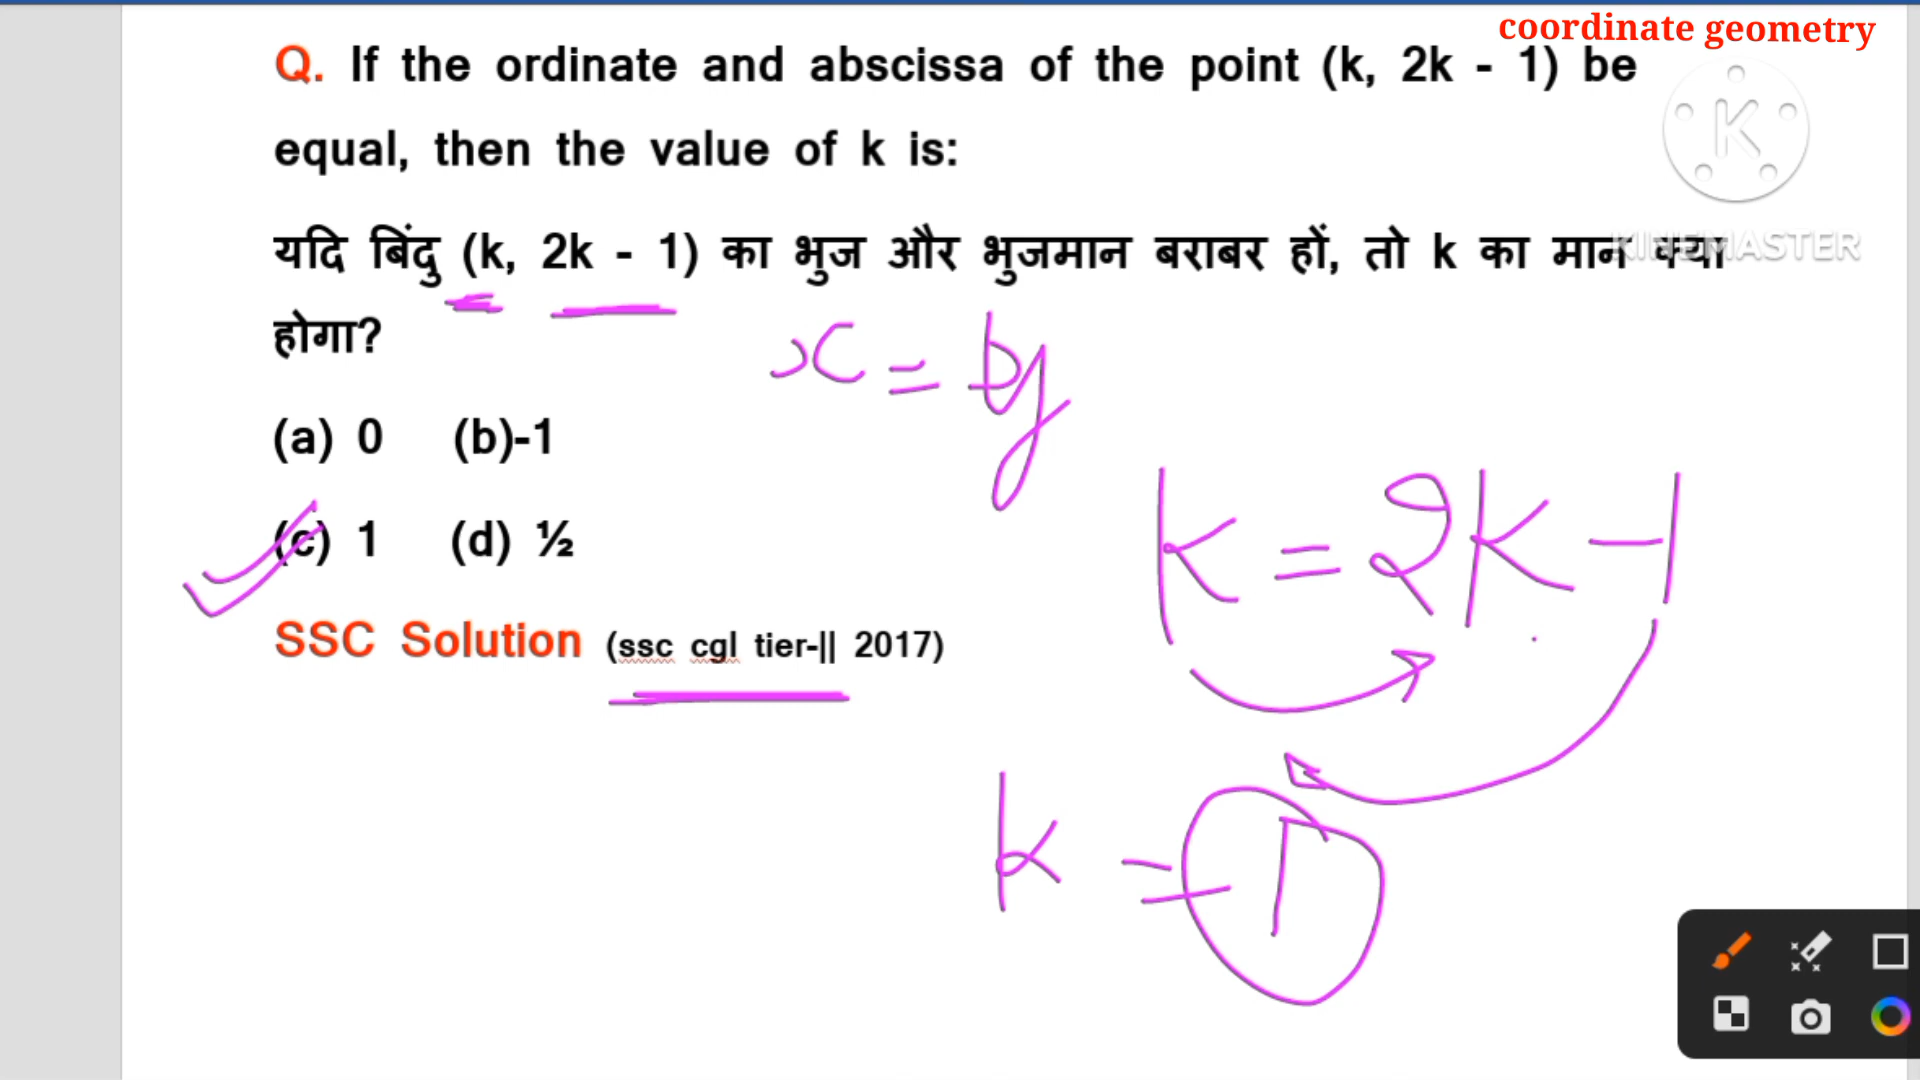 coordinate geometry
Q. If the ordinate and abscissa of the point (k, 2k - 1) be
equal, then the value of k is:
K
KINEMASTER
यदि बिंदु (k, 2k - 1) का भुज और भुजमान बराबर हों, तो k का मान क्या
होगा?
x = y
(a) 0 (b)-1
(c) 1 (d) ½
k = 2k - 1
SSC Solution (ssc cgl tier-|| 2017)
k = 1